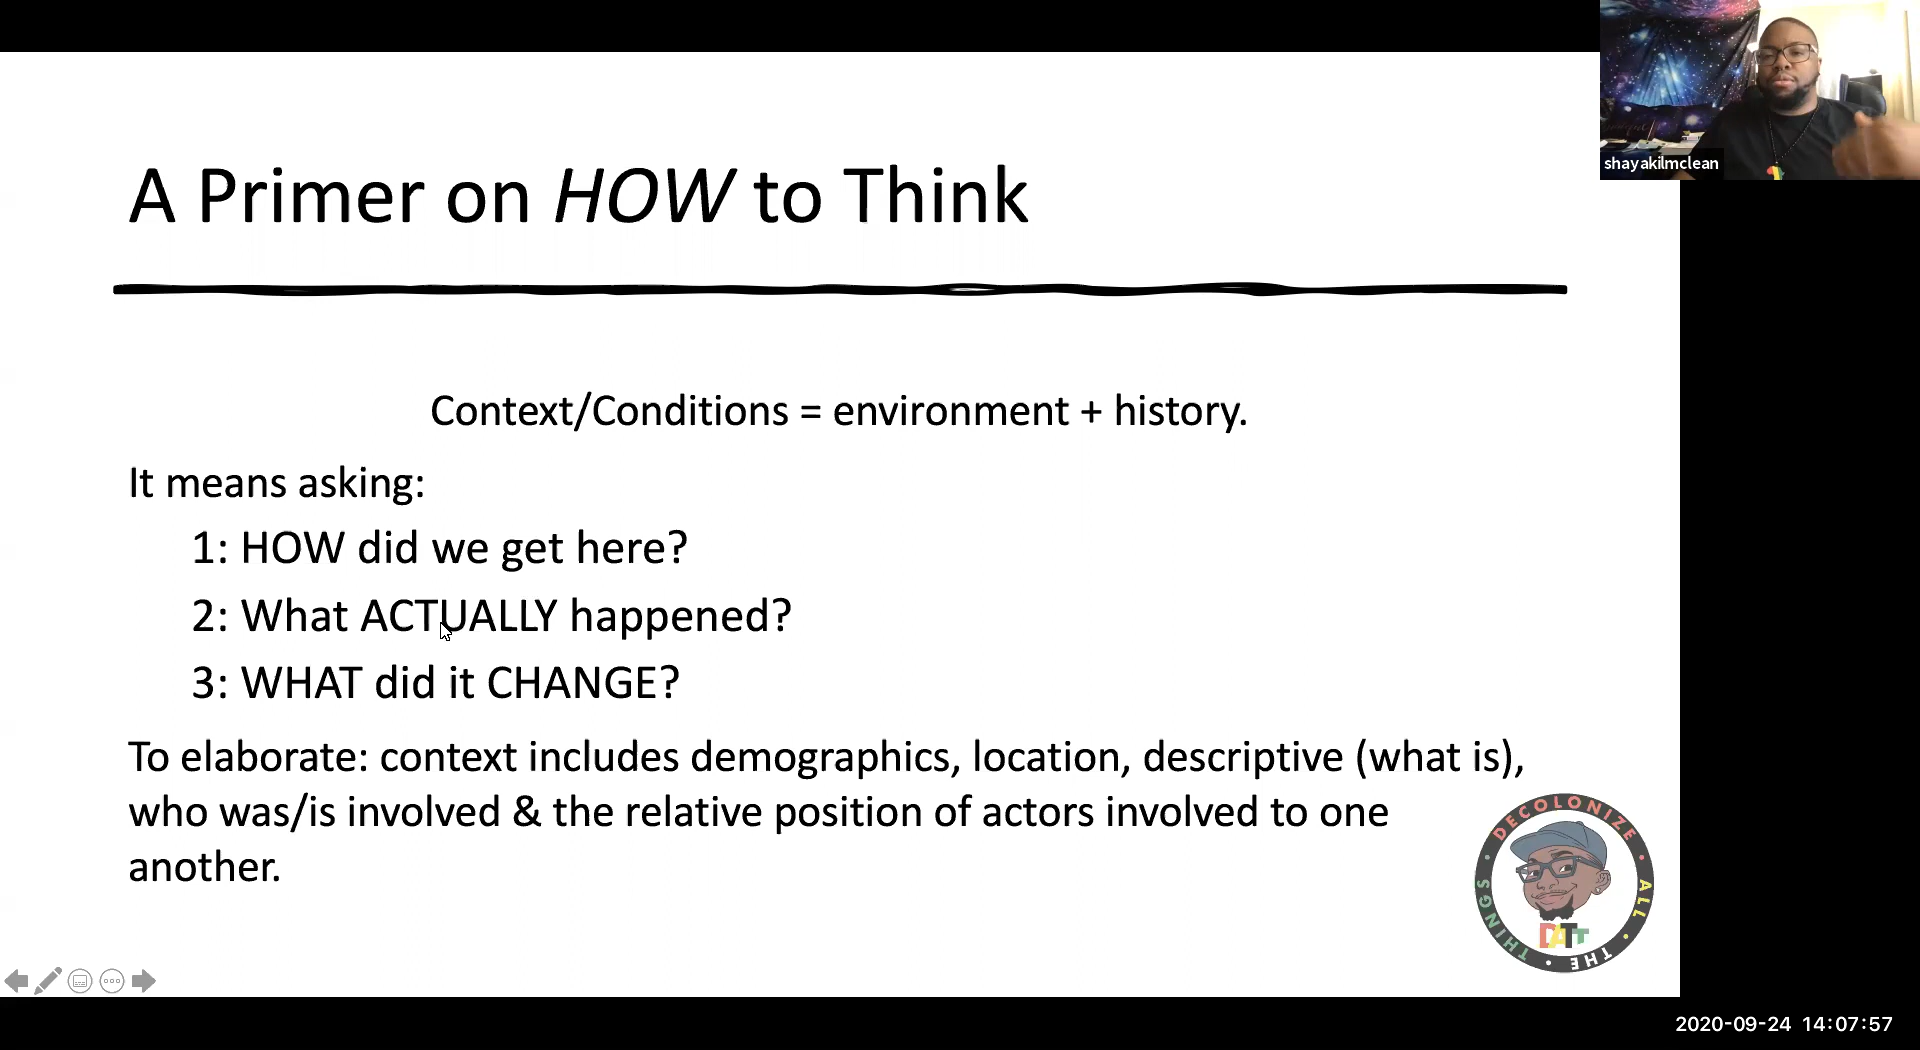 shayakilmclean
A Primer on HOW to Think
Context/Conditions = environment + history.
It means asking:
1: HOW did we get here?
2: What ACTUALLY happened?
3: WHAT did it CHANGE?
To elaborate: context includes demographics, location, descriptive (what is),
who was/is involved & the relative position of actors involved to one
another.
DECOLONIZE • ALL • THE • THINGS •
DATT
2020-09-24 14:07:57